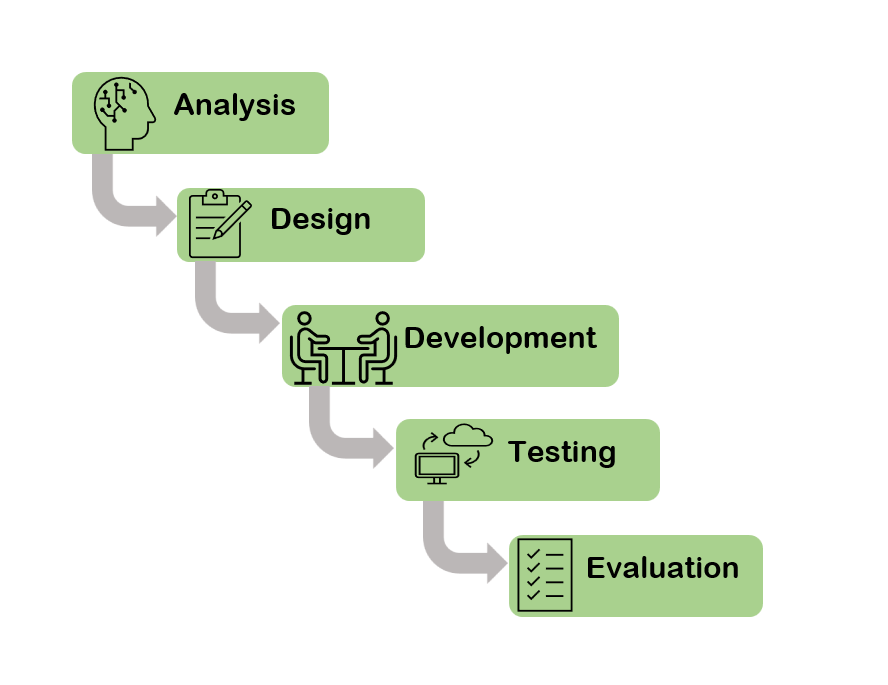 Analysis
Design
Development
Testing
Evaluation